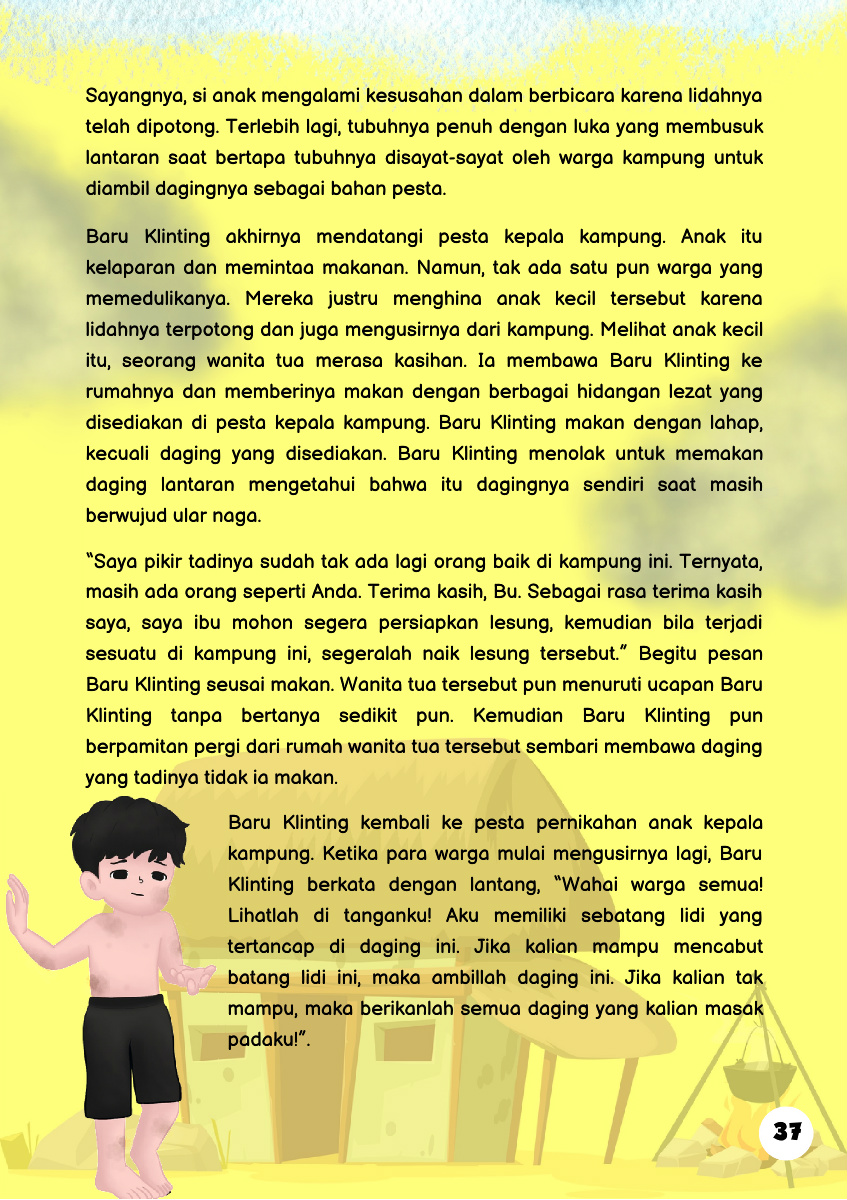 Sayangnya, si anak mengalami kesusahan dalam berbicara karena lidahnya
telah dipotong. Terlebih lagi, tubuhnya penuh dengan luka yang membusuk
lantaran saat bertapa tubuhnya disayat-sayat oleh warga kampung untuk
diambil dagingnya sebagai bahan pesta.
Baru Klinting akhirnya mendatangi pesta kepala kampung. Anak itu
kelaparan dan memintaa makanan. Namun, tak ada satu pun warga yang
memedulikanya. Mereka justru menghina anak kecil tersebut karena
lidahnya terpotong dan juga mengusirnya dari kampung. Melihat anak kecil
itu, seorang wanita tua merasa kasihan. Ia membawa Baru Klinting ke
rumahnya dan memberinya makan dengan berbagai hidangan lezat yang
disediakan di pesta kepala kampung. Baru Klinting makan dengan lahap,
kecuali daging yang disediakan. Baru Klinting menolak untuk memakan
daging lantaran mengetahui bahwa itu dagingnya sendiri saat masih
berwujud ular naga.
“Saya pikir tadinya sudah tak ada lagi orang baik di kampung ini. Ternyata,
masih ada orang seperti Anda. Terima kasih, Bu. Sebagai rasa terima kasih
saya, saya ibu mohon segera persiapkan lesung, kemudian bila terjadi
sesuatu di kampung ini, segeralah naik lesung tersebut.” Begitu pesan
Baru Klinting seusai makan. Wanita tua tersebut pun menuruti ucapan Baru
Klinting tanpa bertanya sedikit pun. Kemudian Baru Klinting pun
berpamitan pergi dari rumah wanita tua tersebut sembari membawa daging
yang tadinya tidak ia makan.
Baru Klinting kembali ke pesta pernikahan anak kepala
kampung. Ketika para warga mulai mengusirnya lagi, Baru
Klinting berkata dengan lantang, “Wahai warga semua!
Lihatlah di tanganku! Aku memiliki sebatang lidi yang
tertancap di daging ini. Jika kalian mampu mencabut
batang lidi ini, maka ambillah daging ini. Jika kalian tak
mampu, maka berikanlah semua daging yang kalian masak
padaku!”.
37